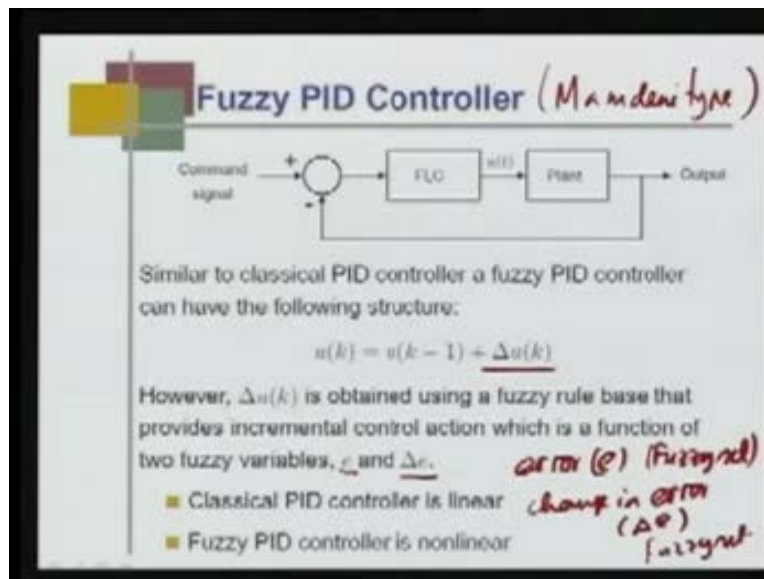 Fuzzy PID Controller (Mamdeni type)
Command signal
+
-
FLC
u(t)
Plant
Output
Similar to classical PID controller a fuzzy PID controller
can have the following structure:
u(k) = u(k − 1) + Δu(k)
However, Δu(k) is obtained using a fuzzy rule base that
provides incremental control action which is a function of
two fuzzy variables, e and Δe.
error (e) (Fuzzy set)
Classical PID controller is linear
change in error
(Δe)
Fuzzy PID controller is nonlinear
Fuzzy set